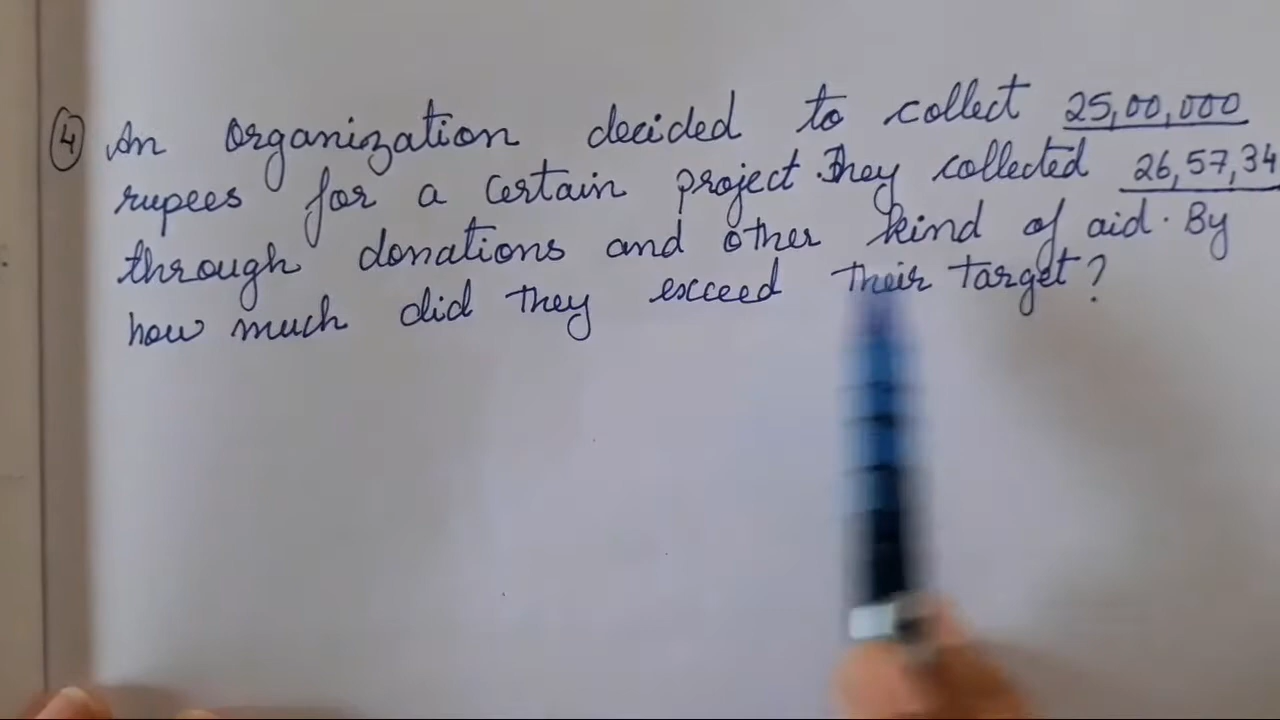 4 An organization decided to collect 25,00,000
rupees for a certain project. They collected 26,57,34
through donations and other kind of aid. By
how much did they exceed their target?